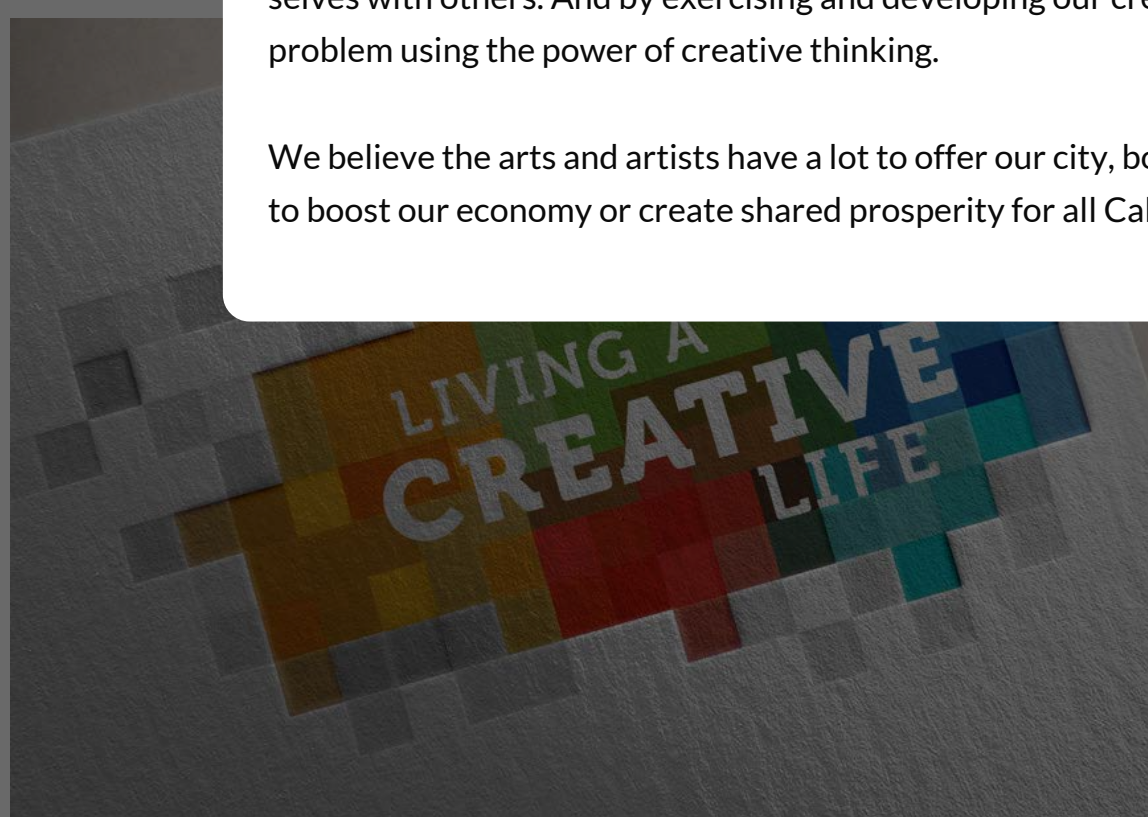 selves with others. And by exercising and developing our
problem using the power of creative thinking.
We believe the arts and artists have a lot to offer our city,
to boost our economy or create shared prosperity for all
LIVING A
CREATIVE
LIFE